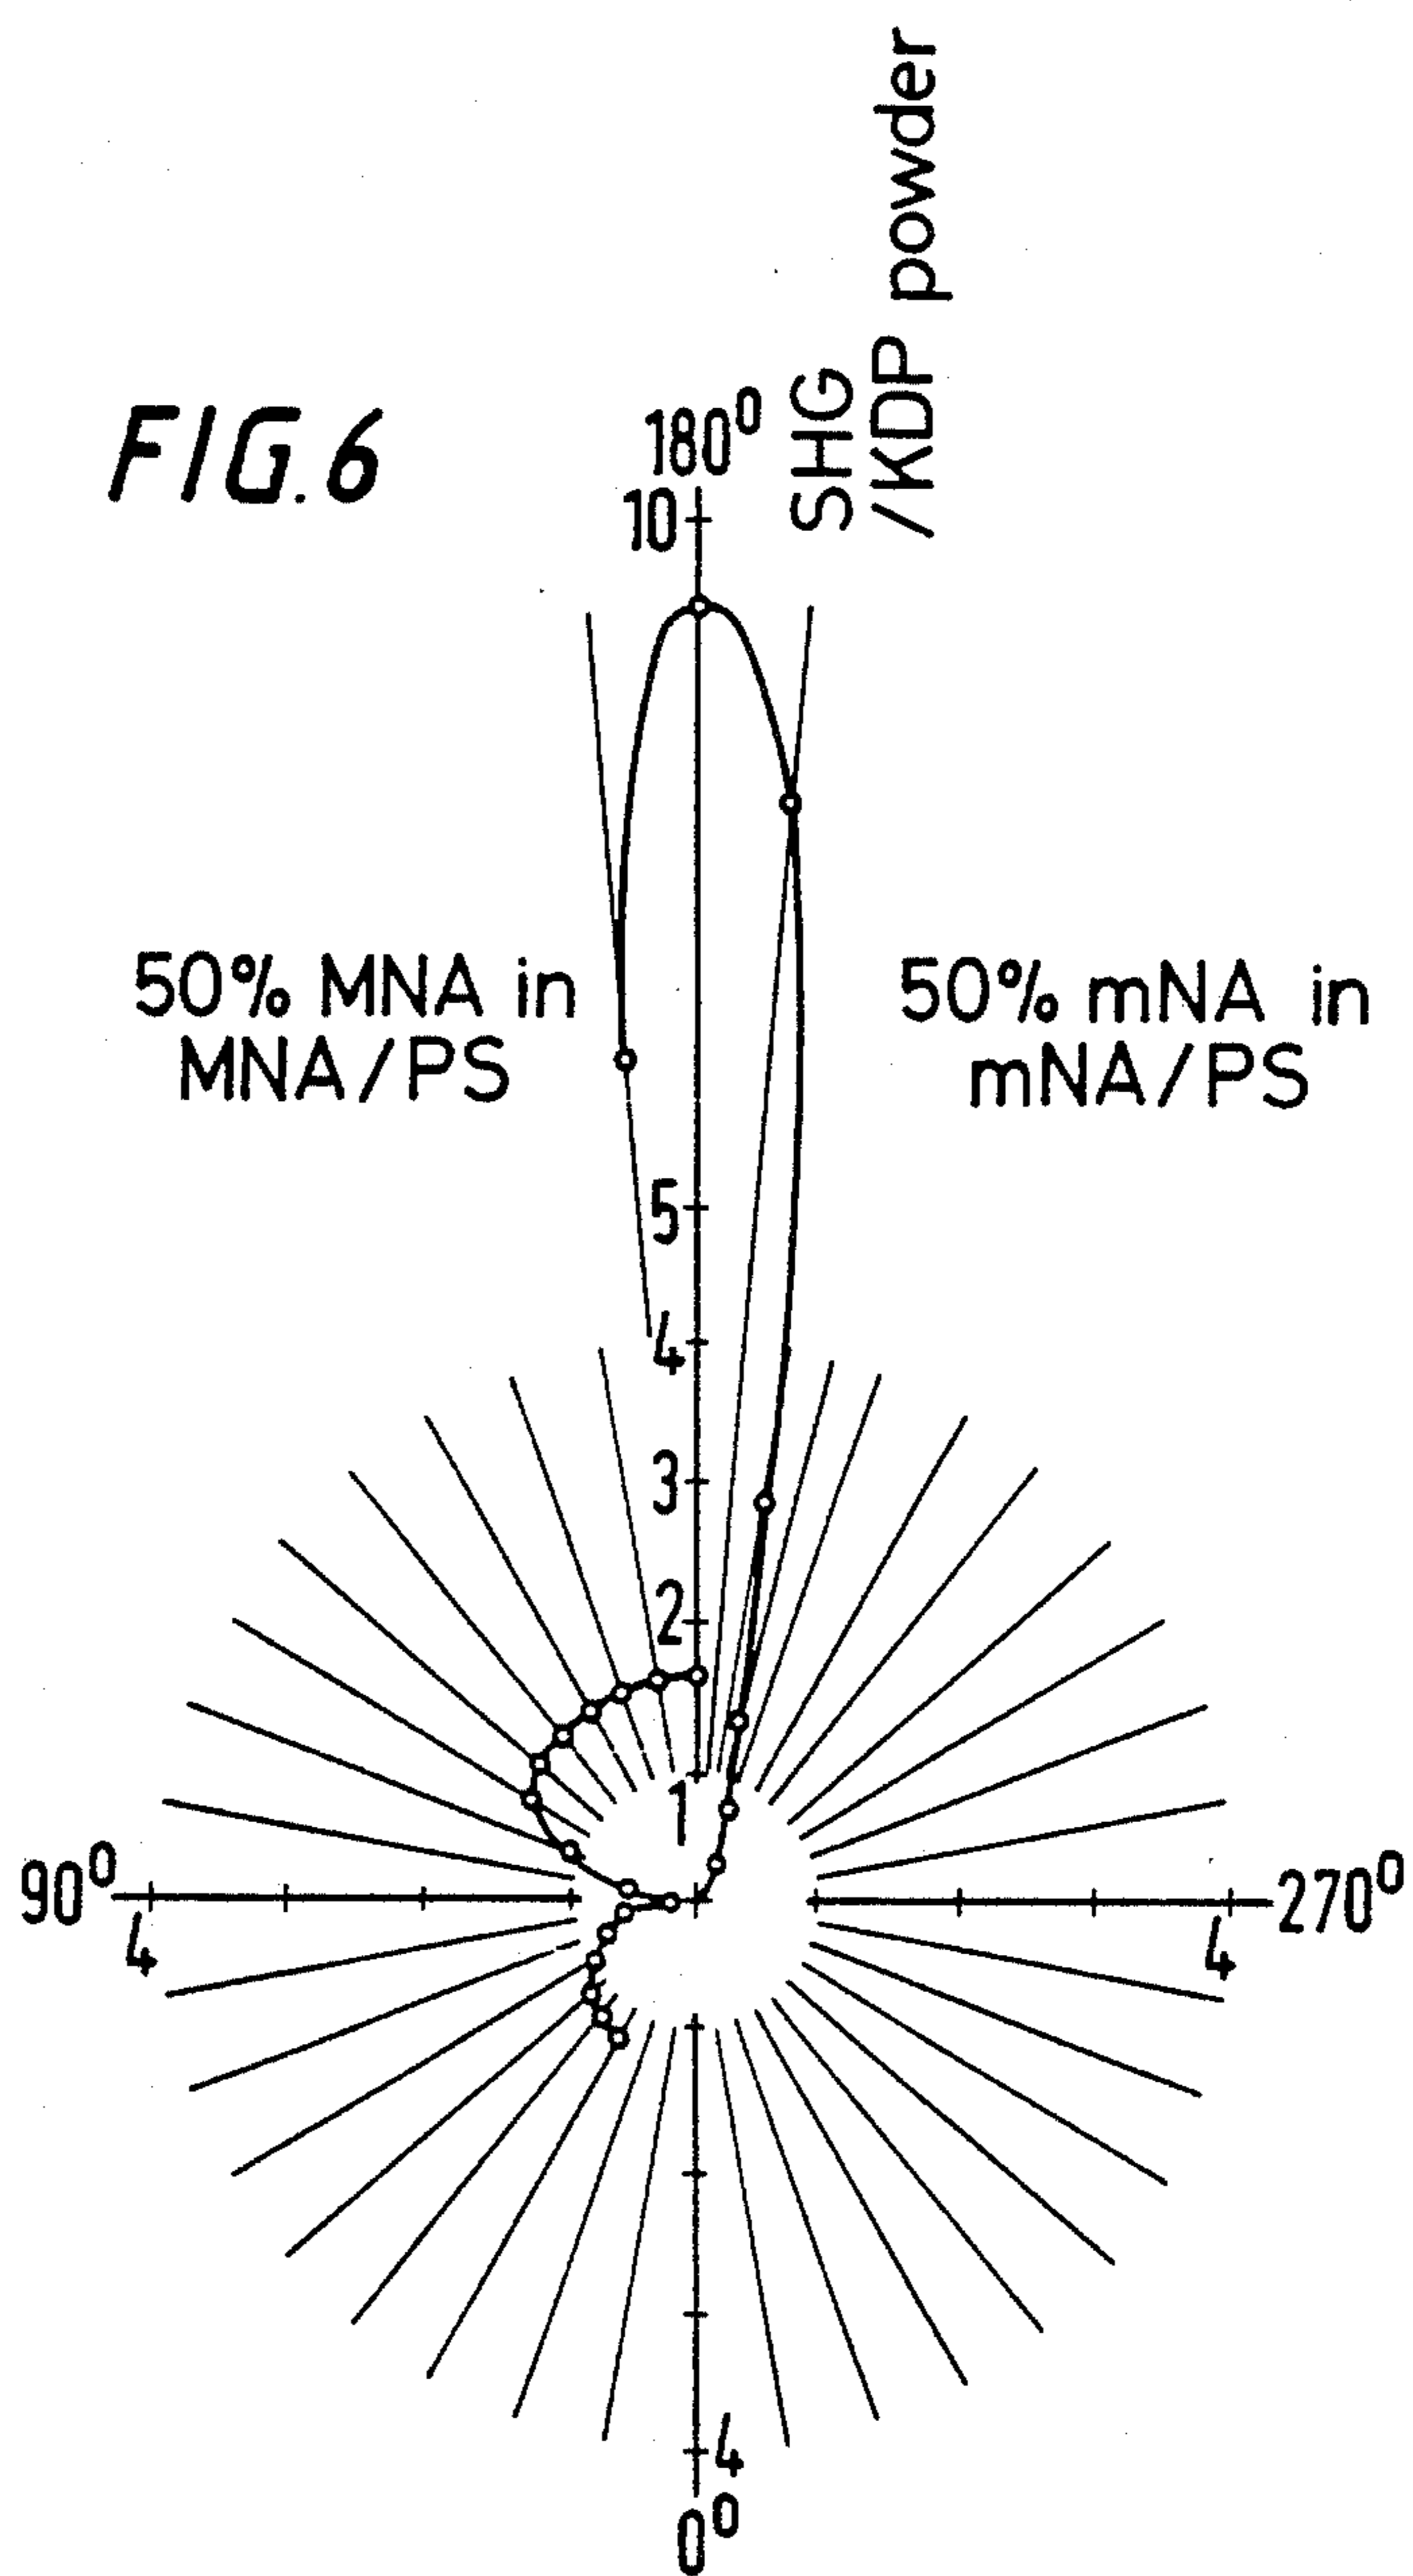 FIG. 6
180°
10
SHG
/KDP powder
50% MNA in
MNA/PS
50% mNA in
mNA/PS
5
4
3
2
1
90°
4
270°
4
4
0°